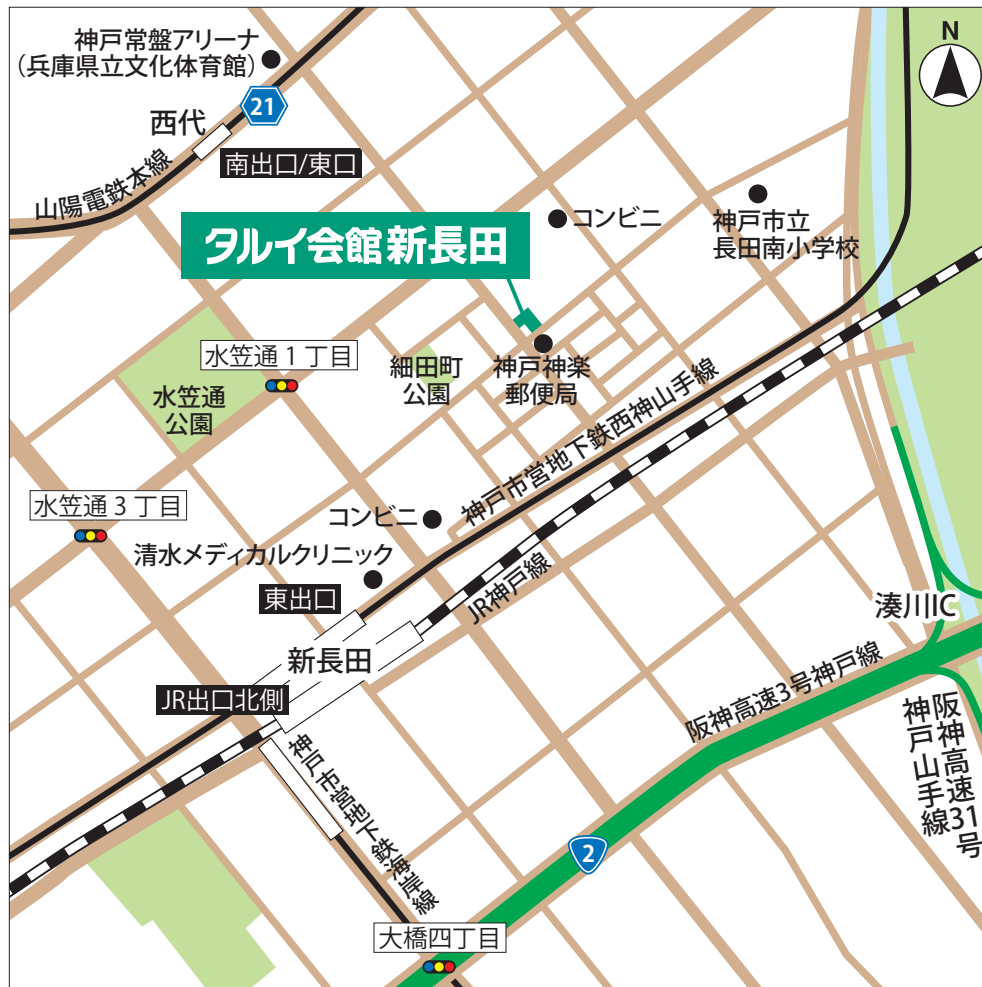 神戸常盤アリーナ
（兵庫県立文化体育館）
N
21
西代
南出口/東口
山陽電鉄本線
コンビニ
神戸市立
長田南小学校
タルイ会館 新長田
水笠通1丁目
水笠通
公園
細田町
公園
神戸神楽
郵便局
神戸市営地下鉄西神山手線
水笠通3丁目
コンビニ
清水メディカルクリニック
東出口
JR神戸線
新長田
JR出口北側
湊川IC
阪神高速3号神戸線
阪神高速31号
神戸山手線
神戸市営地下鉄海岸線
2
大橋四丁目